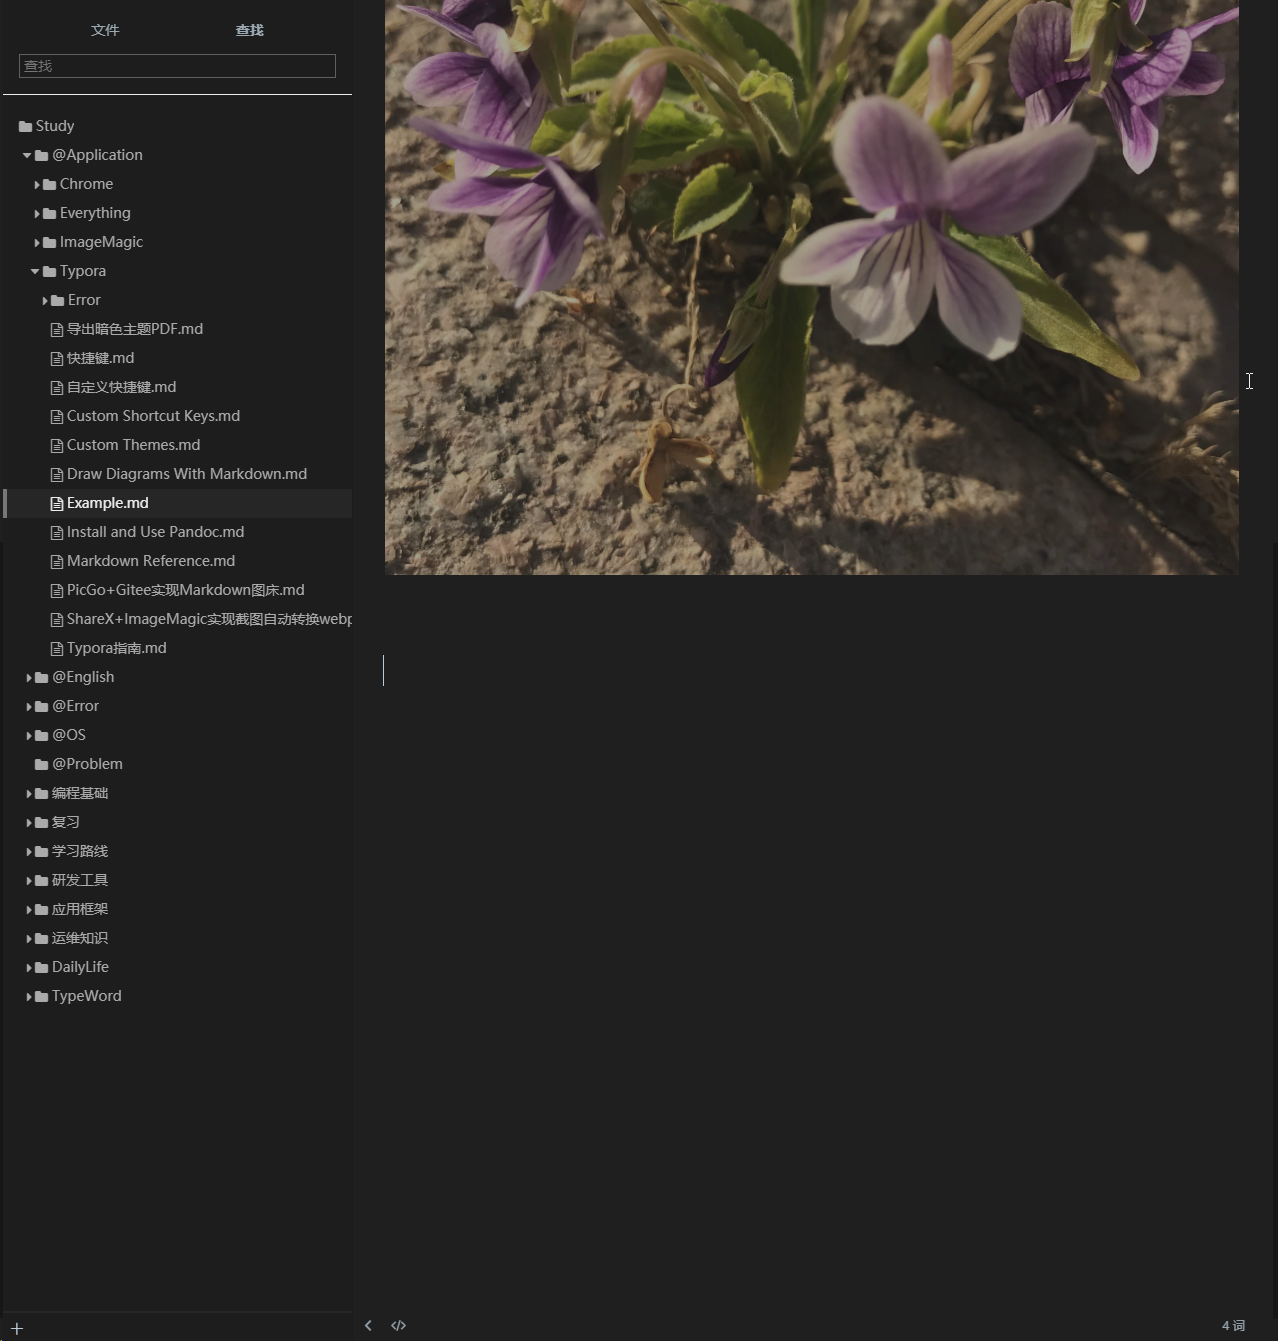 文件 查找
查找
Study
@Application
Chrome
Everything
ImageMagic
Typora
Error
导出暗色主题PDF.md
快捷键.md
自定义快捷键.md
Custom Shortcut Keys.md
Custom Themes.md
Draw Diagrams With Markdown.md
Example.md
Install and Use Pandoc.md
Markdown Reference.md
PicGo+Gitee实现Markdown图床.md
ShareX+ImageMagic实现截图自动转换webp
Typora指南.md
@English
@Error
@OS
@Problem
编程基础
复习
学习路线
研发工具
应用框架
运维知识
DailyLife
TypeWord
4 词